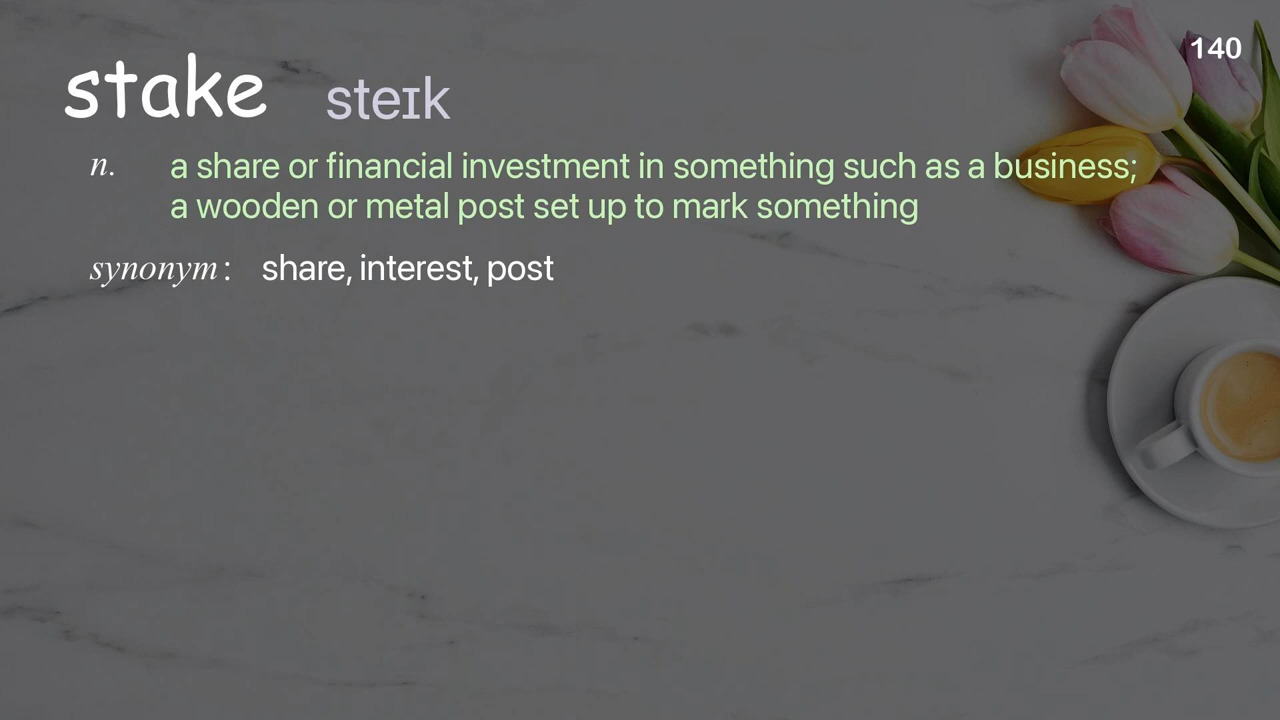 140
stake steɪk
n. a share or financial investment in something such as a business;
a wooden or metal post set up to mark something
synonym: share, interest, post